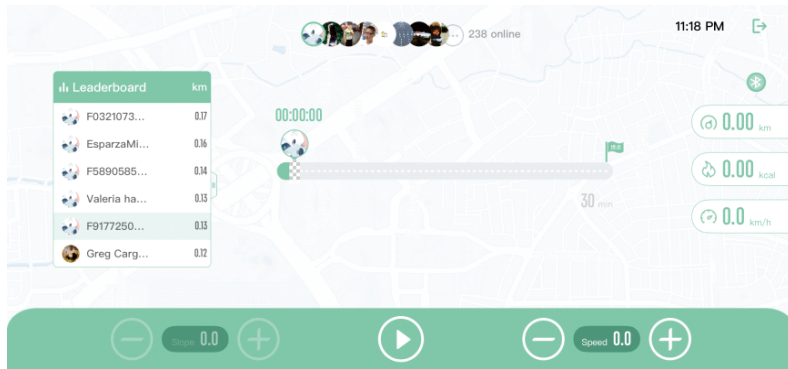 238 online
11:18 PM
Leaderboard km
F0321073... 0.17
EsparzaMi... 0.16
F5890585... 0.14
Valeria ha... 0.13
F9177250... 0.13
Greg Carg... 0.12
00:00:00
30 min
0.00 km
0.00 kcal
0.0 km/h
Slope 0.0
Speed 0.0